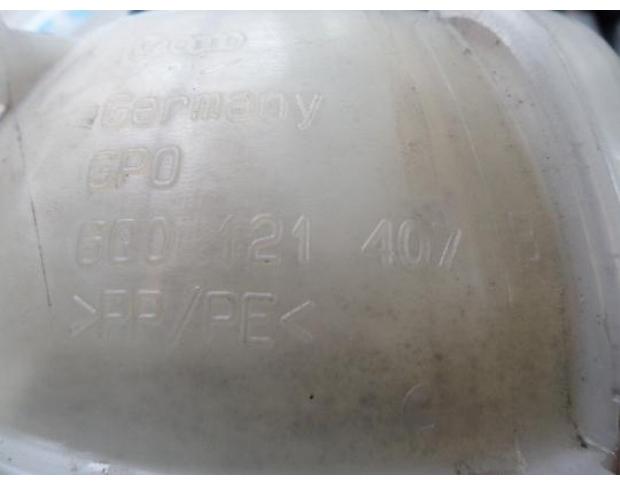 Germany
GPO
6Q0 121 407
>PP/PE<